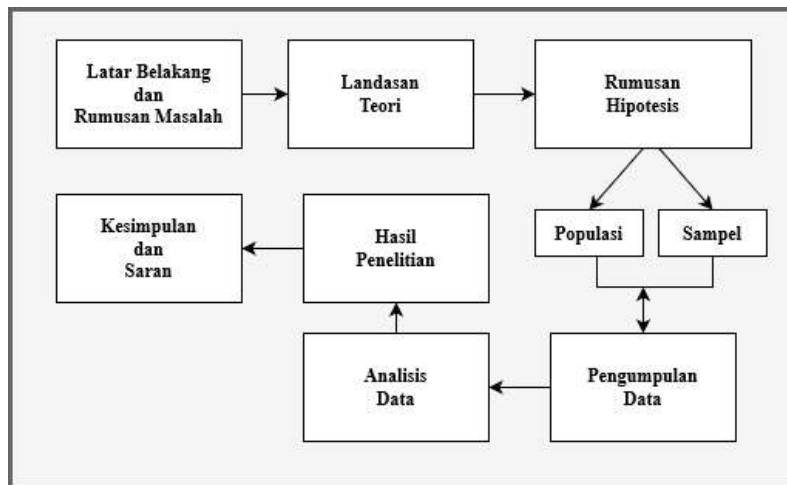 Latar Belakang
dan
Rumusan Masalah
Landasan
Teori
Rumusan
Hipotesis
Populasi
Sampel
Pengumpulan
Data
Analisis
Data
Hasil
Penelitian
Kesimpulan
dan
Saran